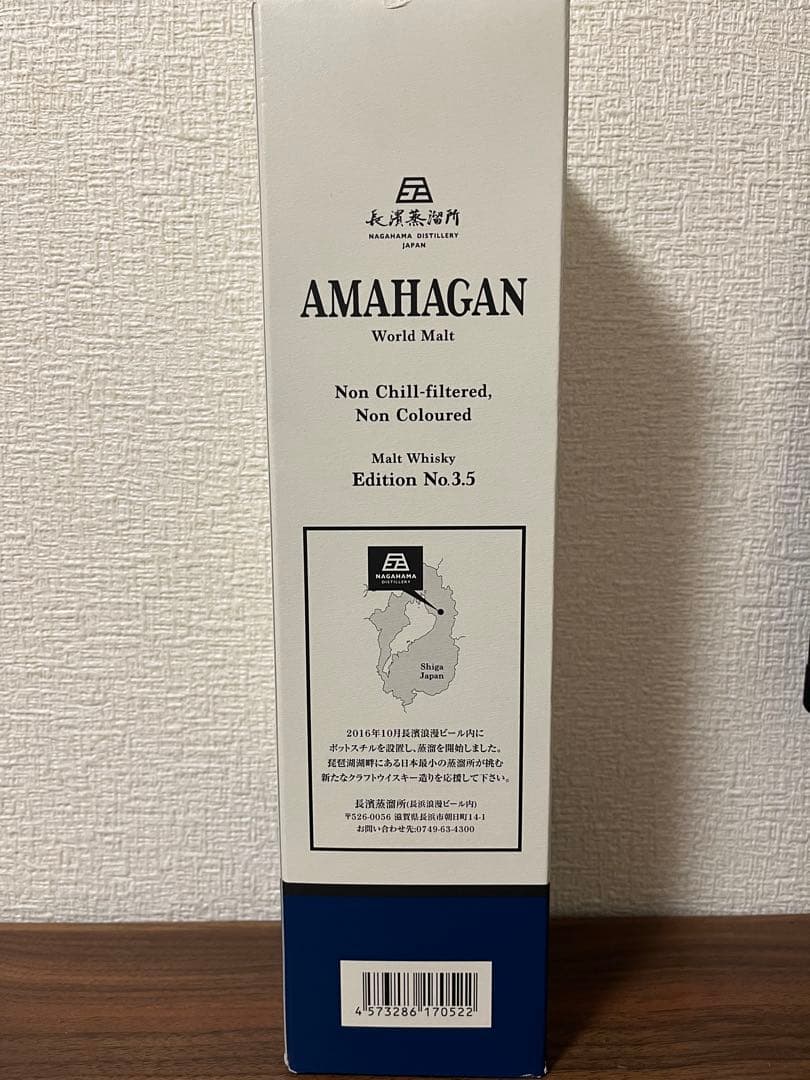 長濱蒸溜所
NAGAHAMA DISTILLERY
JAPAN
AMAHAGAN
World Malt
Non Chill-filtered,
Non Coloured
Malt Whisky
Edition No.3.5
NAGAHAMA
DISTILLERY
Shiga
Japan
2016年10月長濱浪漫ビール内に
ポットスチルを設置し、蒸溜を開始しました。
琵琶湖湖畔にある日本最小の蒸溜所が挑む
新たなクラフトウイスキー造りを応援して下さい。
長濱蒸溜所(長浜浪漫ビール内)
〒526-0056 滋賀県長浜市朝日町14-1
お問い合わせ先:0749-63-4300
4 573286 170522